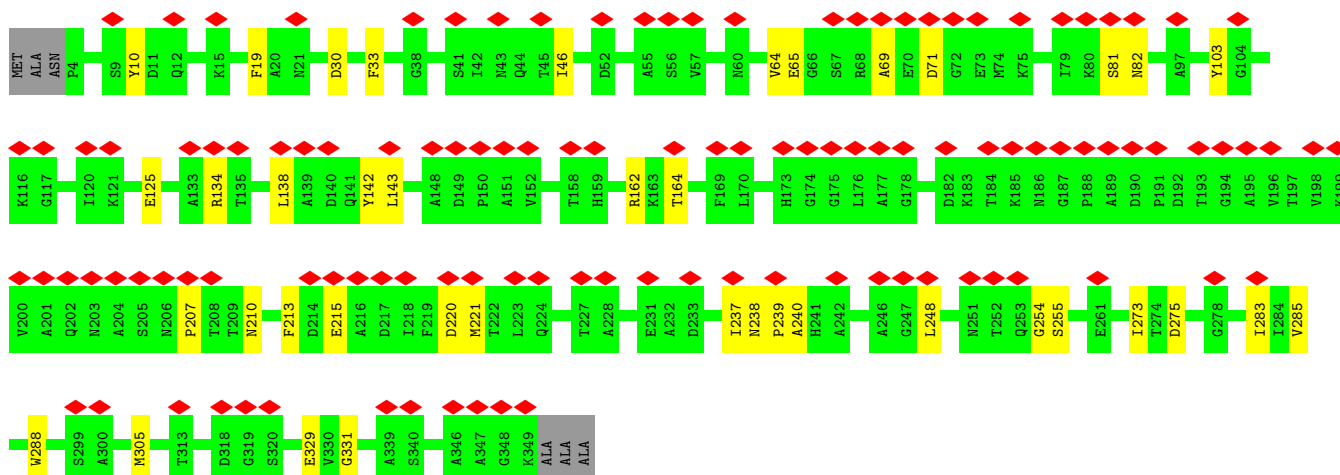 MET ALA ASN P4 S9 Y10 D11 Q12 K15 F19 A20 N21 D30 F33 G38 S41 I42 N43 Q44 T45 I46 D52 A55 S56 V57 N60 V64 E65 G66 S67 R68 A69 E70 D71 G72 E73 M74 K75 I79 K80 S81 N82 A97 Y103 G104
K116 G117 I120 K121 E125 A133 R134 T135 L138 A139 D140 Q141 Y142 L143 A148 D149 P150 A151 V152 T158 H159 R162 K163 T164 F169 L170 H173 G174 G175 L176 A177 G178 D182 K183 T184 K185 N186 G187 P188 A189 D190 P191 D192 T193 G194 A195 V196 T197 V198 K199
V200 A201 Q202 N203 A204 S205 N206 P207 T208 T209 N210 F213 D214 E215 A216 D217 I218 F219 D220 M221 T222 L223 Q224 T227 A228 E231 A232 D233 I237 N238 P239 A240 H241 A242 A246 G247 L248 N251 T252 Q253 G254 S255 E261 I273 T274 D275 G278 I283 I284 V285
W288 S299 A300 M305 T313 D318 G319 S320 E329 V330 G331 A339 S340 A346 A347 G348 K349 ALA ALA ALA